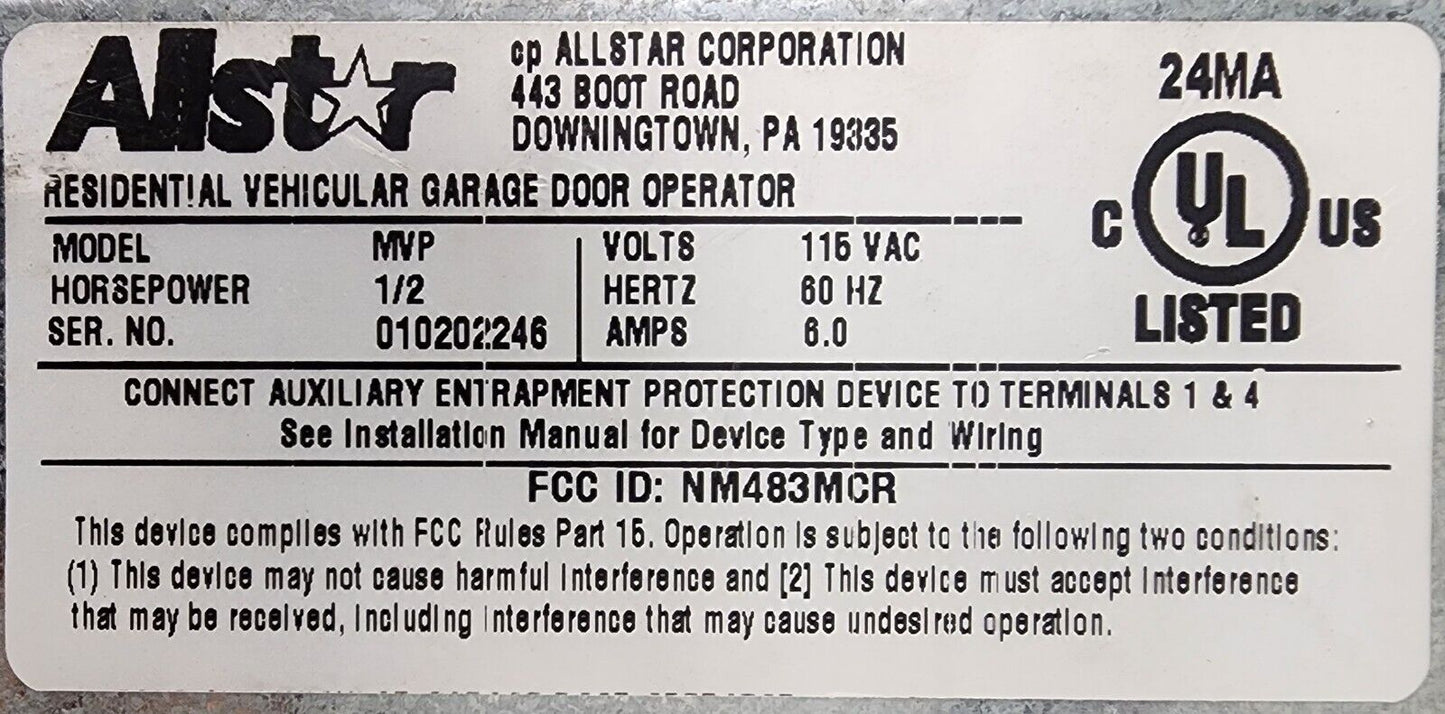 Allstar
cp ALLSTAR CORPORATION
443 BOOT ROAD
DOWNINGTOWN, PA 19335
24MA
C UL US
LISTED
RESIDENTIAL VEHICULAR GARAGE DOOR OPERATOR
MODEL MVP VOLTS 115 VAC
HORSEPOWER 1/2 HERTZ 60 HZ
SER. NO. 010202246 AMPS 6.0
CONNECT AUXILIARY ENTRAPMENT PROTECTION DEVICE TO TERMINALS 1 & 4
See Installation Manual for Device Type and Wiring
FCC ID: NM483MCR
This device complies with FCC Rules Part 15. Operation is subject to the following two conditions:
(1) This device may not cause harmful interference and [2] This device must accept interference
that may be received, including interference that may cause undesired operation.